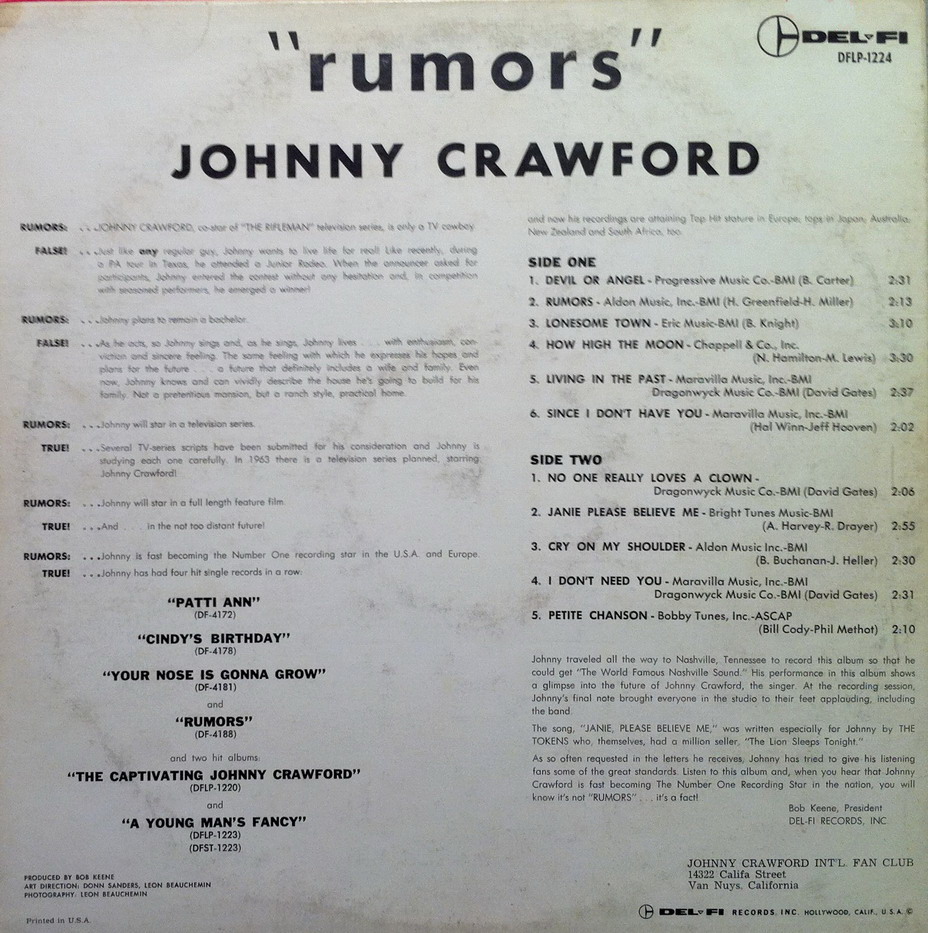 "rumors"
DEL-FI
DFLP-1224
JOHNNY CRAWFORD
RUMORS: ...JOHNNY CRAWFORD, co-star of "THE RIFLEMAN" television series, is only a TV cowboy
FALSE! ...Just like any regular guy, Johnny wants to live life for real! Like recently, during
a PA tour in Texas, he attended a Junior Rodeo. When the announcer asked for
participants, Johnny entered the contest without any hesitation and, in competition
with seasoned performers, he emerged a winner!
RUMORS: ...Johnny plans to remain a bachelor.
FALSE! ...As he acts, so Johnny sings and, as he sings, Johnny lives . . . with enthusiasm, con-
viction and sincere feeling. The same feeling with which he expresses his hopes and
plans for the future . . . a future that definitely includes a wife and family. Even
now, Johnny knows and can vividly describe the house he's going to build for his
family. Not a pretentious mansion, but a ranch style, practical home.
RUMORS: ...Johnny will star in a television series.
TRUE! ...Several TV-series scripts have been submitted for his consideration and Johnny is
studying each one carefully. In 1963 there is a television series planned, starring
Johnny Crawford!
RUMORS: ...Johnny will star in a full length feature film.
TRUE! ...And . . . in the not too distant future!
RUMORS: ...Johnny is fast becoming the Number One recording star in the U.S.A. and Europe.
TRUE! ...Johnny has had four hit single records in a row:
"PATTI ANN"
(DF-4172)
"CINDY'S BIRTHDAY"
(DF-4178)
"YOUR NOSE IS GONNA GROW"
(DF-4181)
and
"RUMORS"
(DF-4188)
and two hit albums:
"THE CAPTIVATING JOHNNY CRAWFORD"
(DFLP-1220)
and
"A YOUNG MAN'S FANCY"
(DFLP-1223)
(DFST-1223)
PRODUCED BY BOB KEENE
ART DIRECTION: DONN SANDERS, LEON BEAUCHEMIN
PHOTOGRAPHY: LEON BEAUCHEMIN
Printed in U.S.A.
and now his recordings are attaining Top Hit stature in Europe; tops in Japan, Australia,
New Zealand and South Africa, too.
SIDE ONE
1. DEVIL OR ANGEL - Progressive Music Co.-BMI (B. Carter) 2:31
2. RUMORS - Aldon Music, Inc.-BMI (H. Greenfield-H. Miller) 2:13
3. LONESOME TOWN - Eric Music-BMI (B. Knight) 3:10
4. HOW HIGH THE MOON - Chappell & Co., Inc.
(N. Hamilton-M. Lewis) 3:30
5. LIVING IN THE PAST - Maravilla Music, Inc.-BMI
Dragonwyck Music Co.-BMI (David Gates) 2:37
6. SINCE I DON'T HAVE YOU - Maravilla Music, Inc.-BMI
(Hal Winn-Jeff Hooven) 2:02
SIDE TWO
1. NO ONE REALLY LOVES A CLOWN -
Dragonwyck Music Co.-BMI (David Gates) 2:06
2. JANIE PLEASE BELIEVE ME - Bright Tunes Music-BMI
(A. Harvey-R. Drayer) 2:55
3. CRY ON MY SHOULDER - Aldon Music Inc.-BMI
(B. Buchanan-J. Heller) 2:30
4. I DON'T NEED YOU - Maravilla Music, Inc.-BMI
Dragonwyck Music Co.-BMI (David Gates) 2:31
5. PETITE CHANSON - Bobby Tunes, Inc.-ASCAP
(Bill Cody-Phil Methot) 2:10
Johnny traveled all the way to Nashville, Tennessee to record this album so that he
could get "The World Famous Nashville Sound." His performance in this album shows
a glimpse into the future of Johnny Crawford, the singer. At the recording session,
Johnny's final note brought everyone in the studio to their feet applauding, including
the band.
The song, "JANIE, PLEASE BELIEVE ME," was written especially for Johnny by THE
TOKENS who, themselves, had a million seller, "The Lion Sleeps Tonight."
As so often requested in the letters he receives, Johnny has tried to give his listening
fans some of the great standards. Listen to this album and, when you hear that Johnny
Crawford is fast becoming The Number One Recording Star in the nation, you will
know it's not "RUMORS" . . . it's a fact!
Bob Keene, President
DEL-FI RECORDS, INC.
JOHNNY CRAWFORD INT'L. FAN CLUB
14322 Califa Street
Van Nuys, California
DEL-FI RECORDS, INC. HOLLYWOOD, CALIF., U.S.A. ©